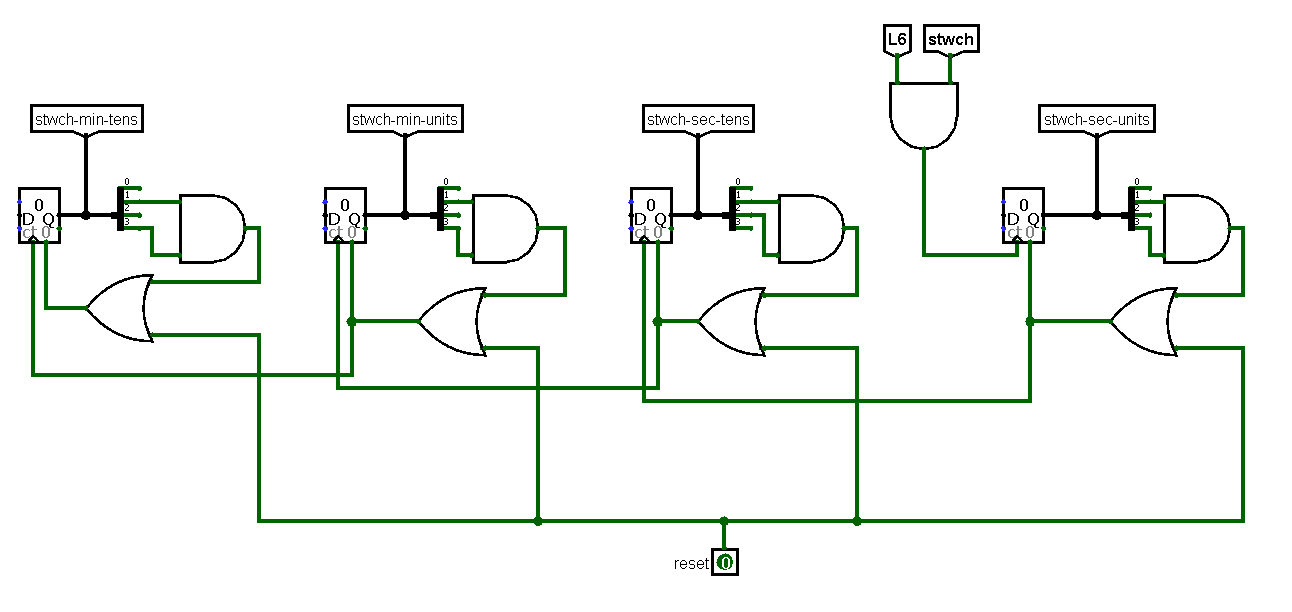 L6 stwch
stwch-min-tens stwch-min-units stwch-sec-tens stwch-sec-units
0 0 1 2 3 0 0 1 2 3 0 0 1 2 3 0 0 1 2 3
D Q D Q D Q D Q
ct 0 ct 0 ct 0 ct 0
reset 0